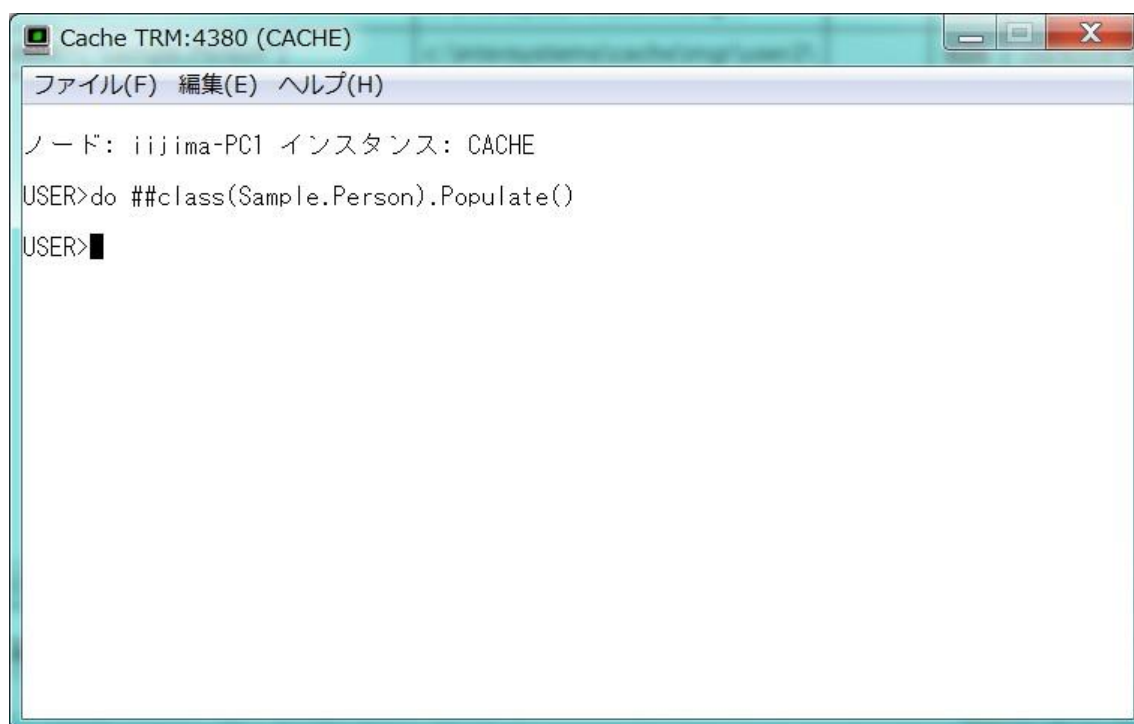 Cache TRM:4380 (CACHE)
ファイル(F) 編集(E) ヘルプ(H)
ノード: iijima-PC1 インスタンス: CACHE
USER>do ##class(Sample.Person).Populate()
USER>